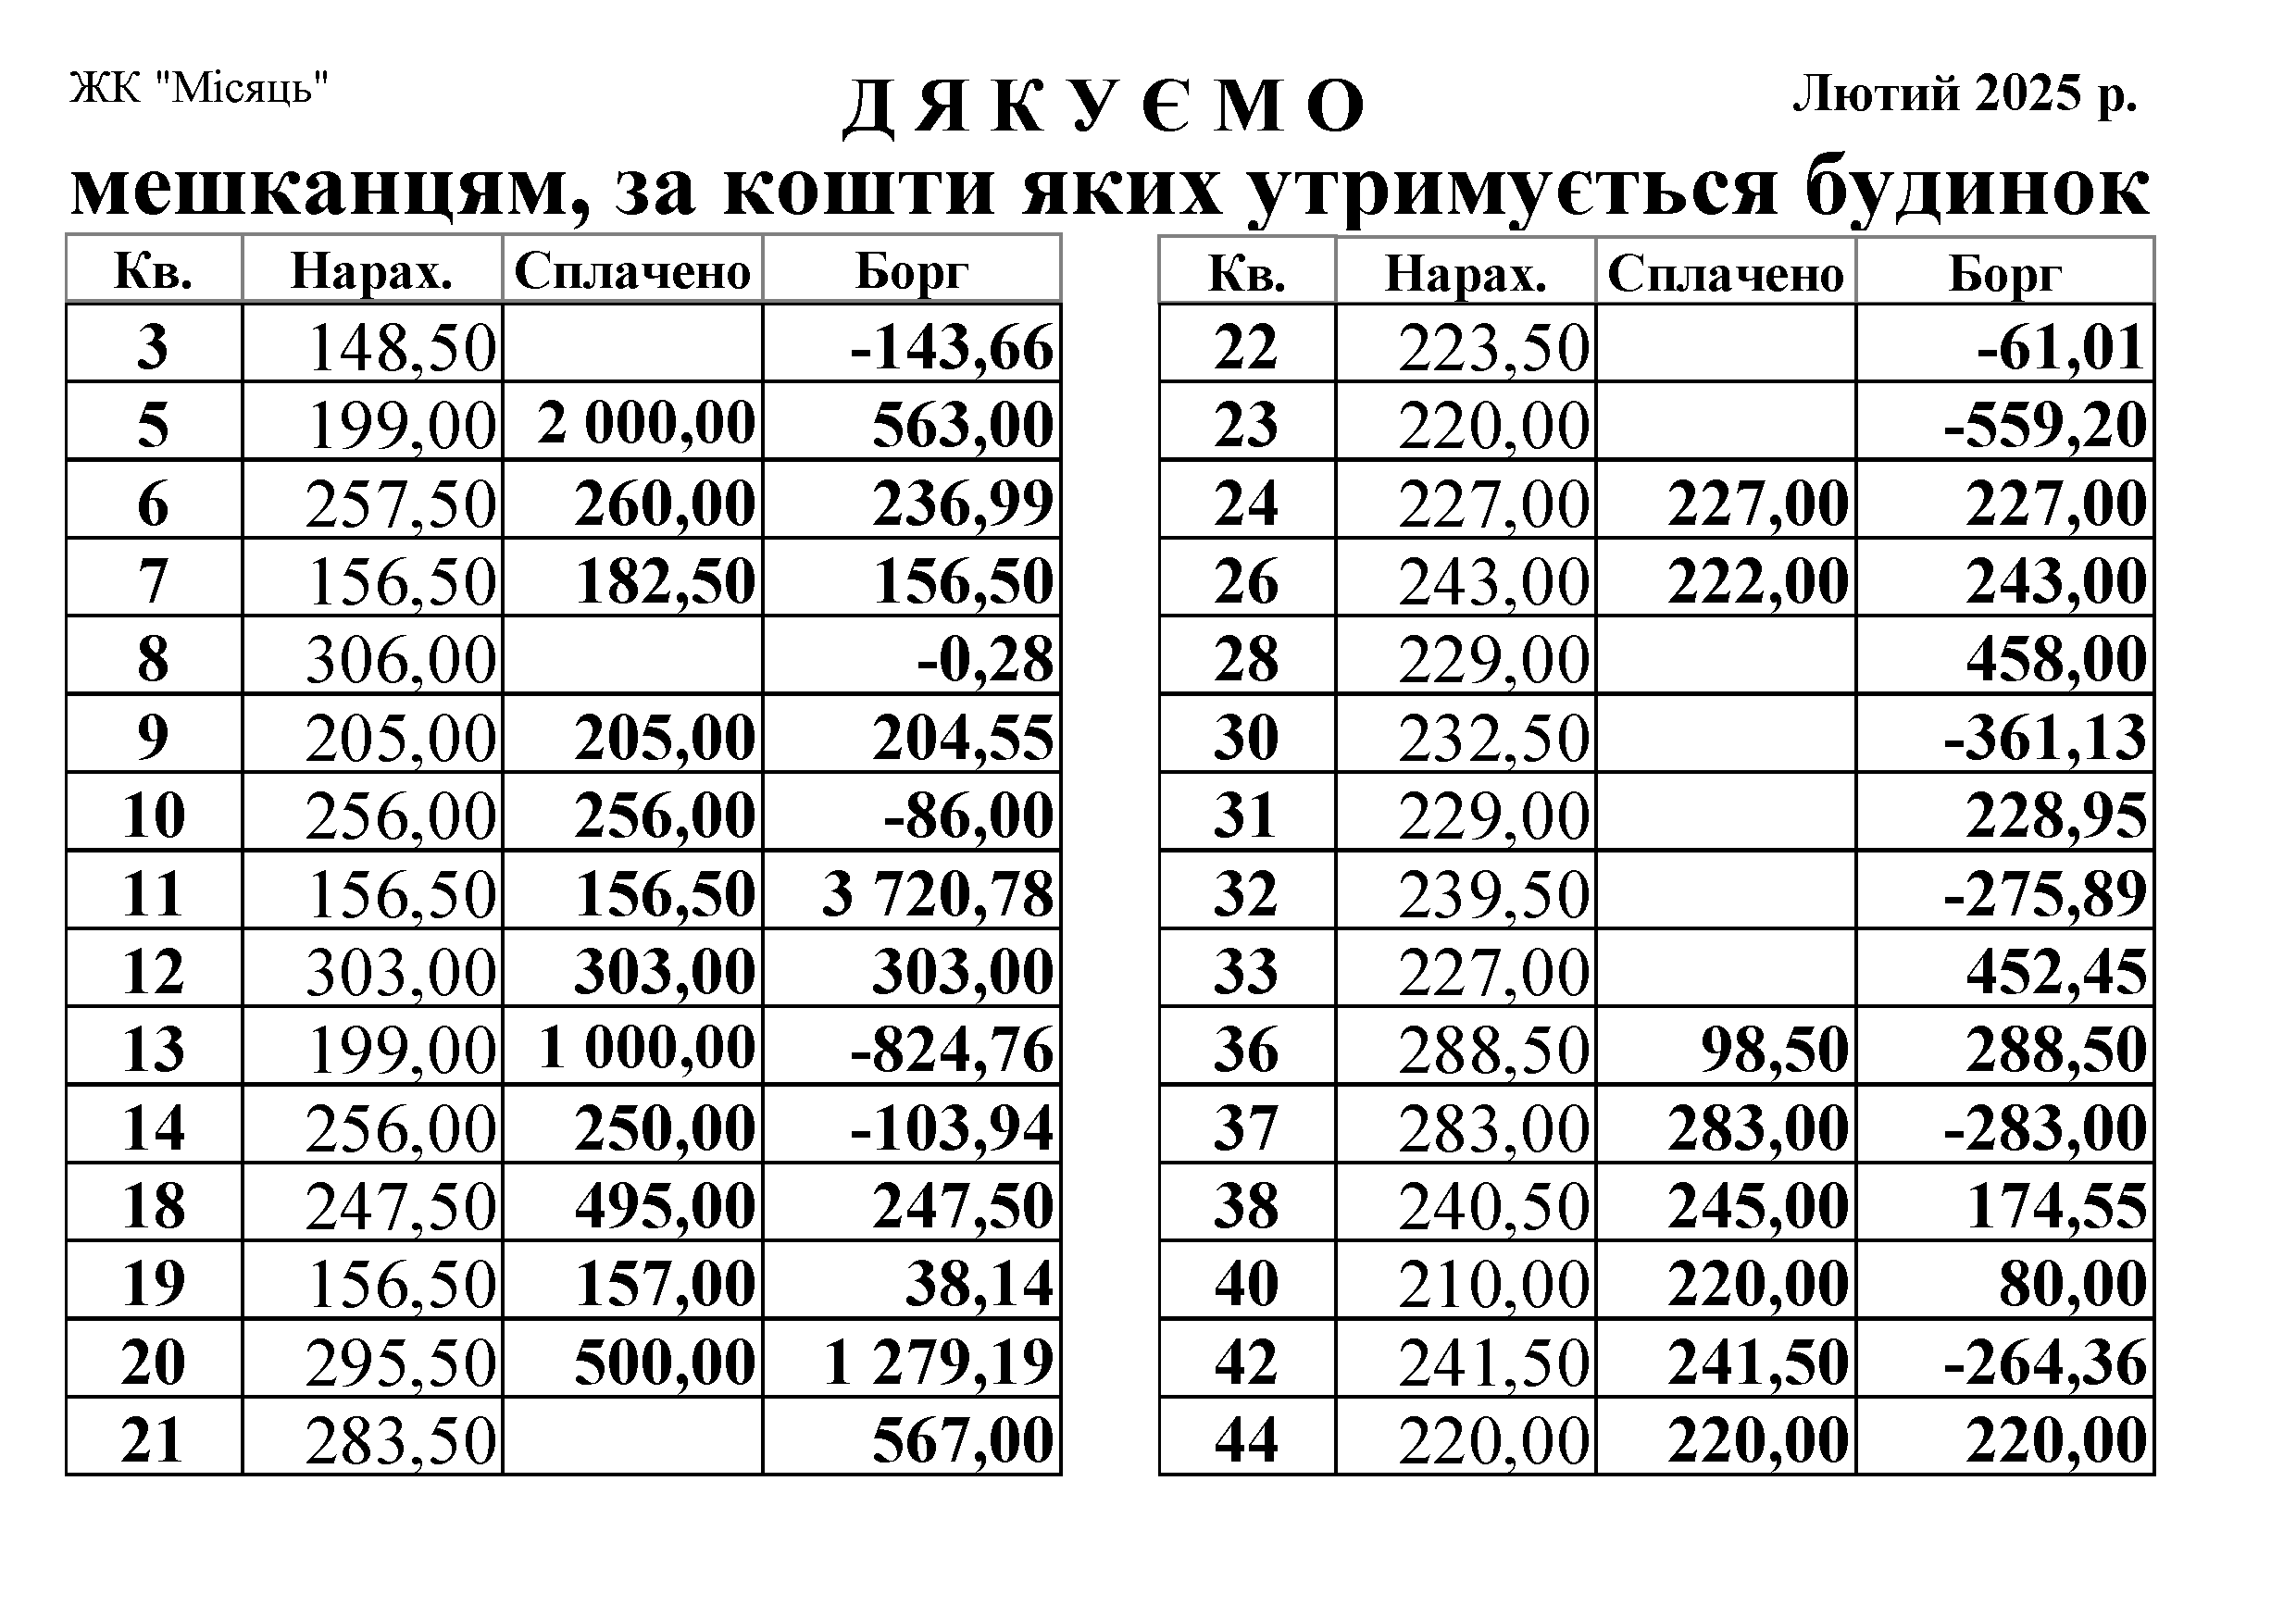 ЖК "Місяць"
Д Я К У Є М О
Лютий 2025 р.
мешканцям, за кошти яких утримується будинок
Кв. Нарах. Сплачено Борг
3 148,50 -143,66
5 199,00 2 000,00 563,00
6 257,50 260,00 236,99
7 156,50 182,50 156,50
8 306,00 -0,28
9 205,00 205,00 204,55
10 256,00 256,00 -86,00
11 156,50 156,50 3 720,78
12 303,00 303,00 303,00
13 199,00 1 000,00 -824,76
14 256,00 250,00 -103,94
18 247,50 495,00 247,50
19 156,50 157,00 38,14
20 295,50 500,00 1 279,19
21 283,50 567,00
Кв. Нарах. Сплачено Борг
22 223,50 -61,01
23 220,00 -559,20
24 227,00 227,00 227,00
26 243,00 222,00 243,00
28 229,00 458,00
30 232,50 -361,13
31 229,00 228,95
32 239,50 -275,89
33 227,00 452,45
36 288,50 98,50 288,50
37 283,00 283,00 -283,00
38 240,50 245,00 174,55
40 210,00 220,00 80,00
42 241,50 241,50 -264,36
44 220,00 220,00 220,00